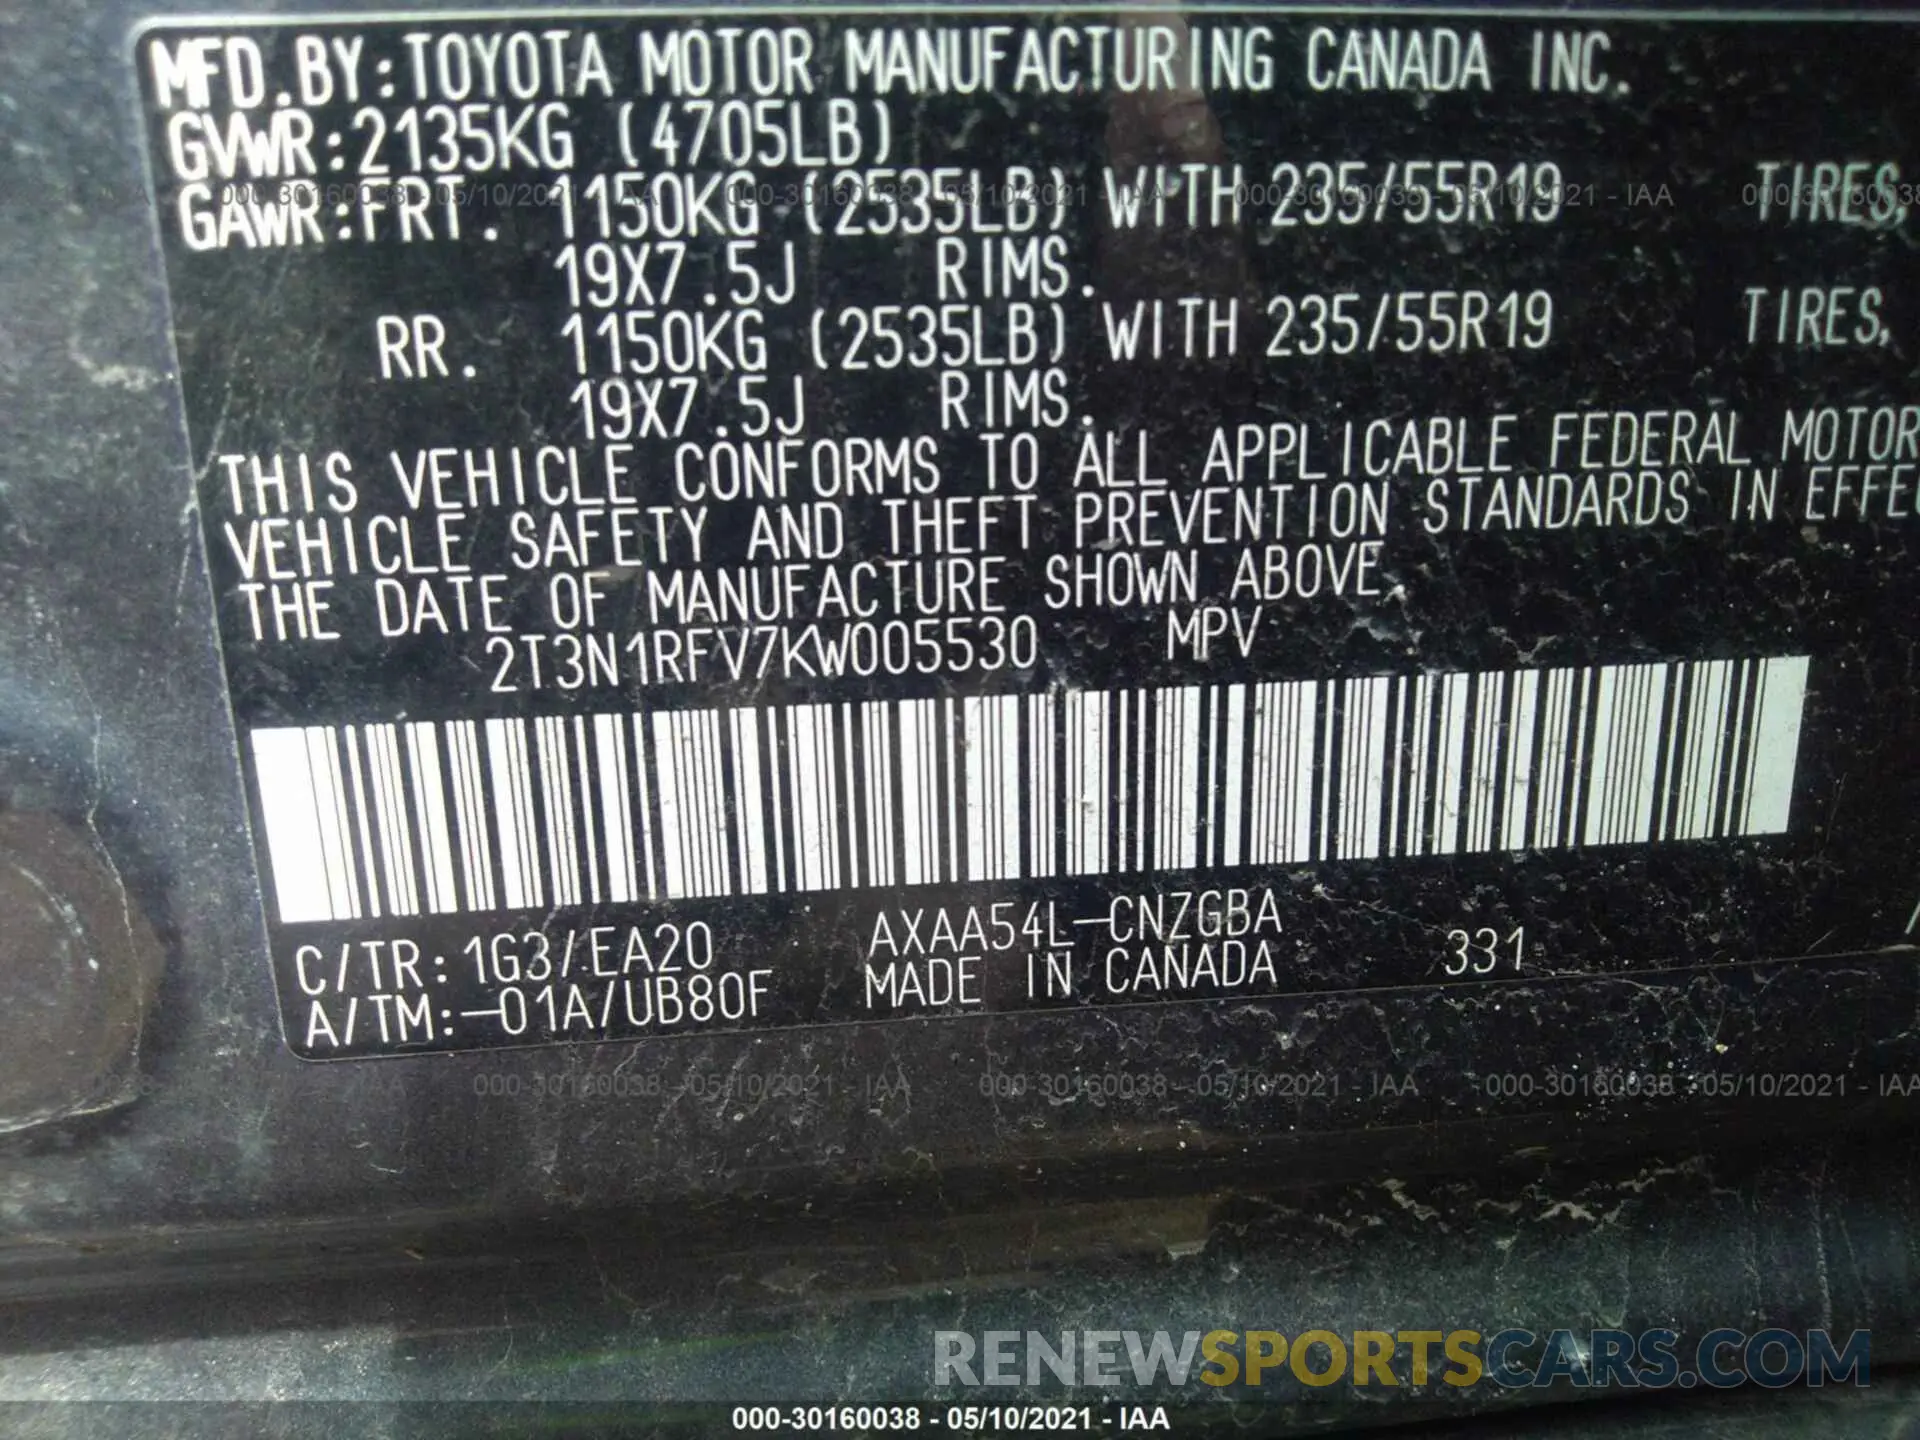 MFD.BY:TOYOTA MOTOR MANUFACTURING CANADA INC.
GVWR:2135KG (4705LB)
GAWR:FRT. 1150KG (2535LB) WITH 235/55R19 TIRES,
19X7.5J RIMS.
RR. 1150KG (2535LB) WITH 235/55R19 TIRES,
19X7.5J RIMS.
THIS VEHICLE CONFORMS TO ALL APPLICABLE FEDERAL MOTOR
VEHICLE SAFETY AND THEFT PREVENTION STANDARDS IN
THE DATE OF MANUFACTURE SHOWN ABOVE.
2T3N1RFV7KW005530 MPV
C/TR:1G3/EA20 AXAA54L-CNZGBA
A/TM:-01A/UB80F MADE IN CANADA 331
000-30160038 - 05/10/2021 - IAA 000-30160038 - 05/10/2021 - IAA 000-30160038 - 05/10/2021 - IAA
RENEWSPORTSCARS.COM
000-30160038 - 05/10/2021 - IAA